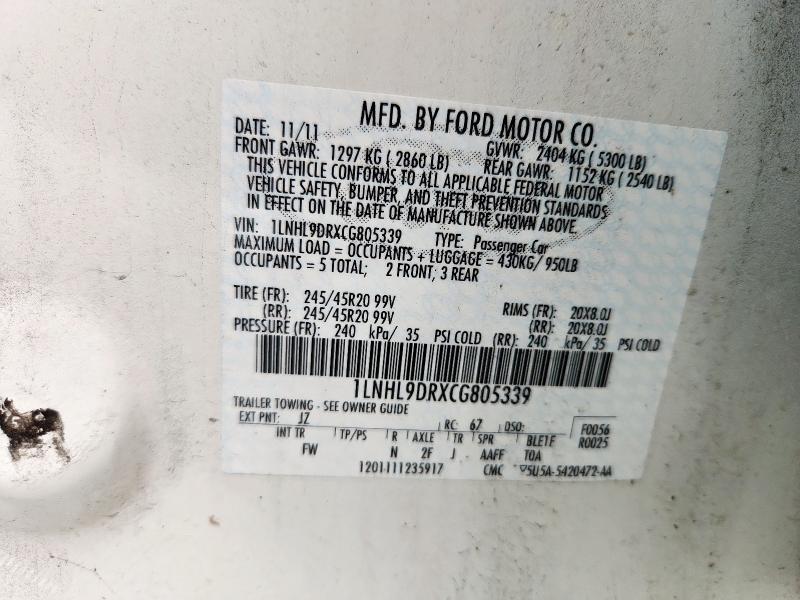 MFD. BY FORD MOTOR CO.
DATE: 11/11 GVWR: 2404 KG ( 5300 LB)
FRONT GAWR: 1297 KG ( 2860 LB) REAR GAWR: 1152 KG ( 2540 LB)
THIS VEHICLE CONFORMS TO ALL APPLICABLE FEDERAL MOTOR
VEHICLE SAFETY, BUMPER, AND THEFT PREVENTION STANDARDS
IN EFFECT ON THE DATE OF MANUFACTURE SHOWN ABOVE.
VIN: 1LNHL9DRXCG805339 TYPE: Passenger Car
MAXIMUM LOAD = OCCUPANTS + LUGGAGE = 430KG/ 950LB
OCCUPANTS = 5 TOTAL; 2 FRONT; 3 REAR
TIRE (FR): 245/45R20 99V RIMS (FR): 20X8.0J
(RR): 245/45R20 99V (RR): 20X8.0J
PRESSURE (FR): 240 kPa/ 35 PSI COLD (RR): 240 kPa/ 35 PSI COLD
1LNHL9DRXCG805339
TRAILER TOWING - SEE OWNER GUIDE
EXT PNT: JZ RC: 67 DSO: F0056
INT TR TP/PS R AXLE TR SPR BLE1F R0025
FW N 2F J AAFF TOA
1201111235917 CMC 5U5A-5420472-AA